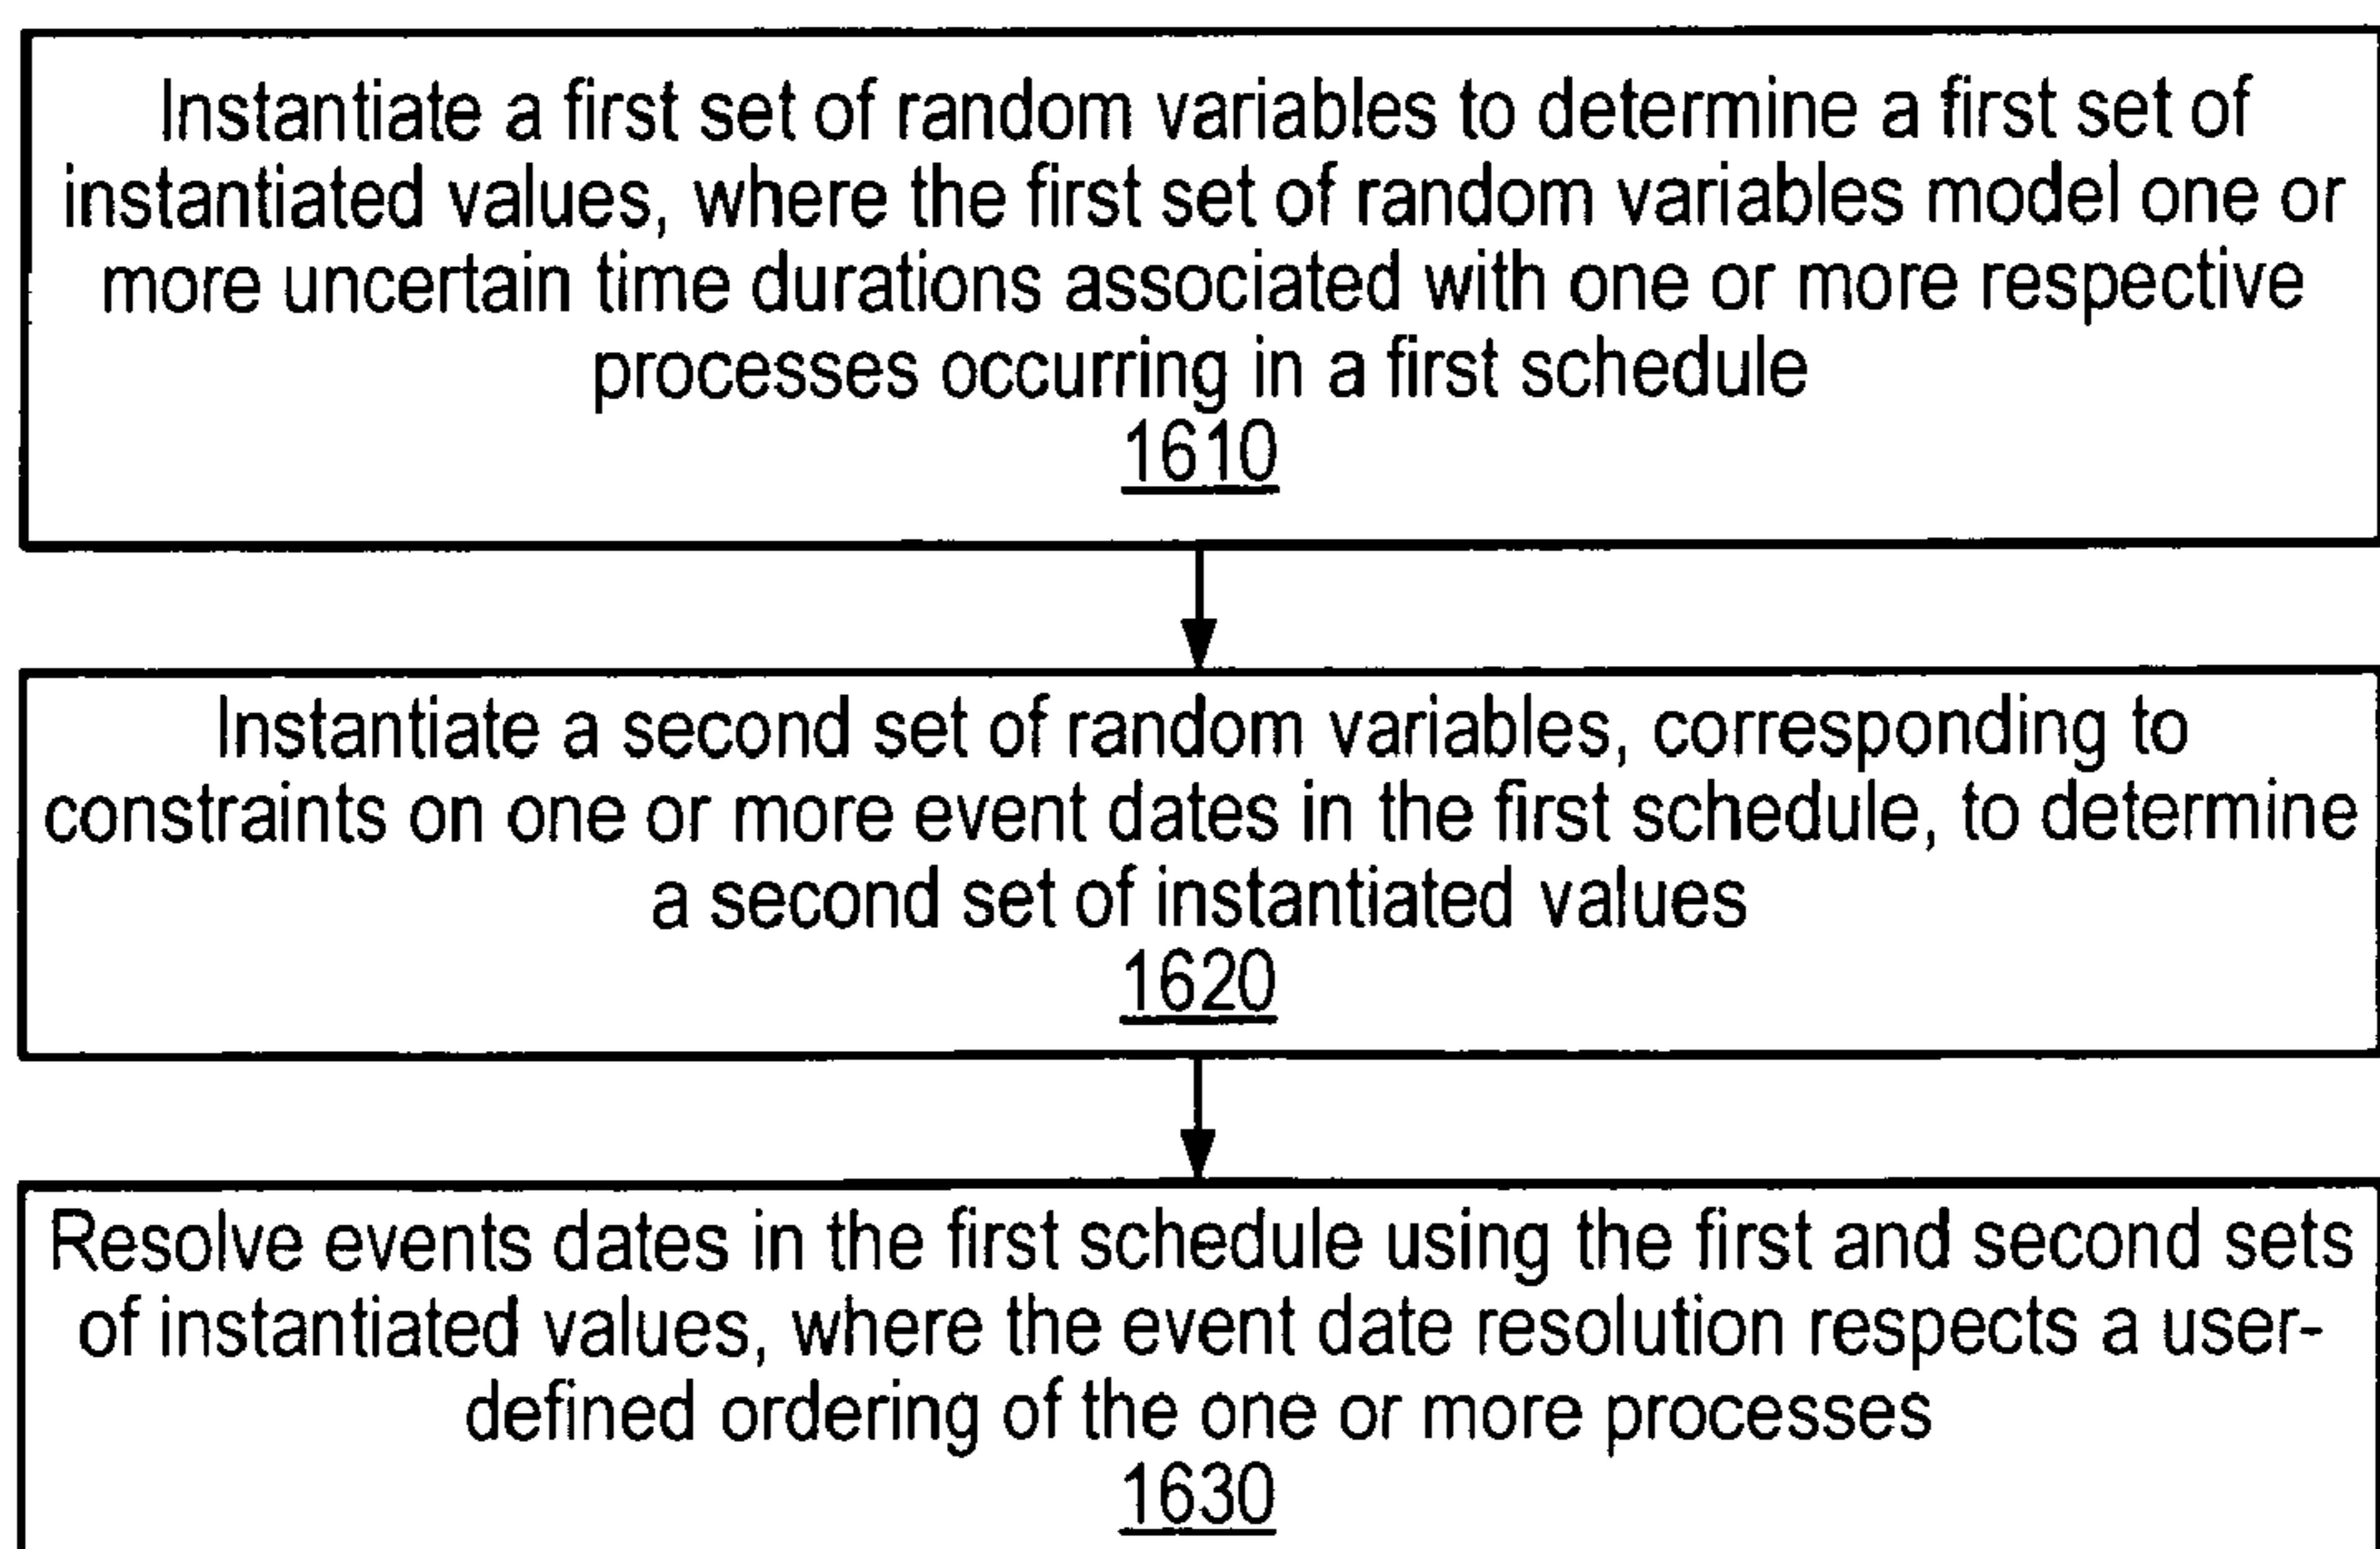 Instantiate a first set of random variables to determine a first set of
instantiated values, where the first set of random variables model one or
more uncertain time durations associated with one or more respective
processes occurring in a first schedule
1610
Instantiate a second set of random variables, corresponding to
constraints on one or more event dates in the first schedule, to determine
a second set of instantiated values
1620
Resolve events dates in the first schedule using the first and second sets
of instantiated values, where the event date resolution respects a user-
defined ordering of the one or more processes
1630